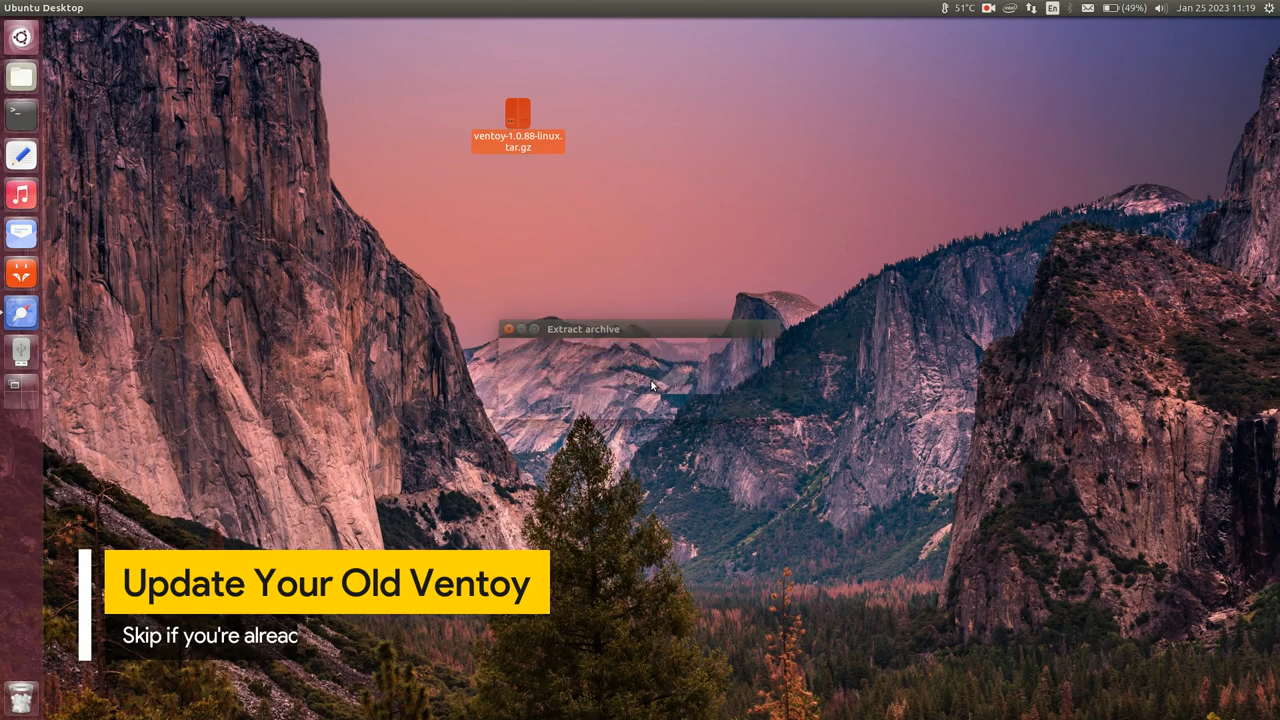 Ubuntu Desktop
51°C
En
(49%)
Jan 25 2023 11:19
ventoy-1.0.88-linux.
tar.gz
Extract archive
Update Your Old Ventoy
Skip if you're alreac